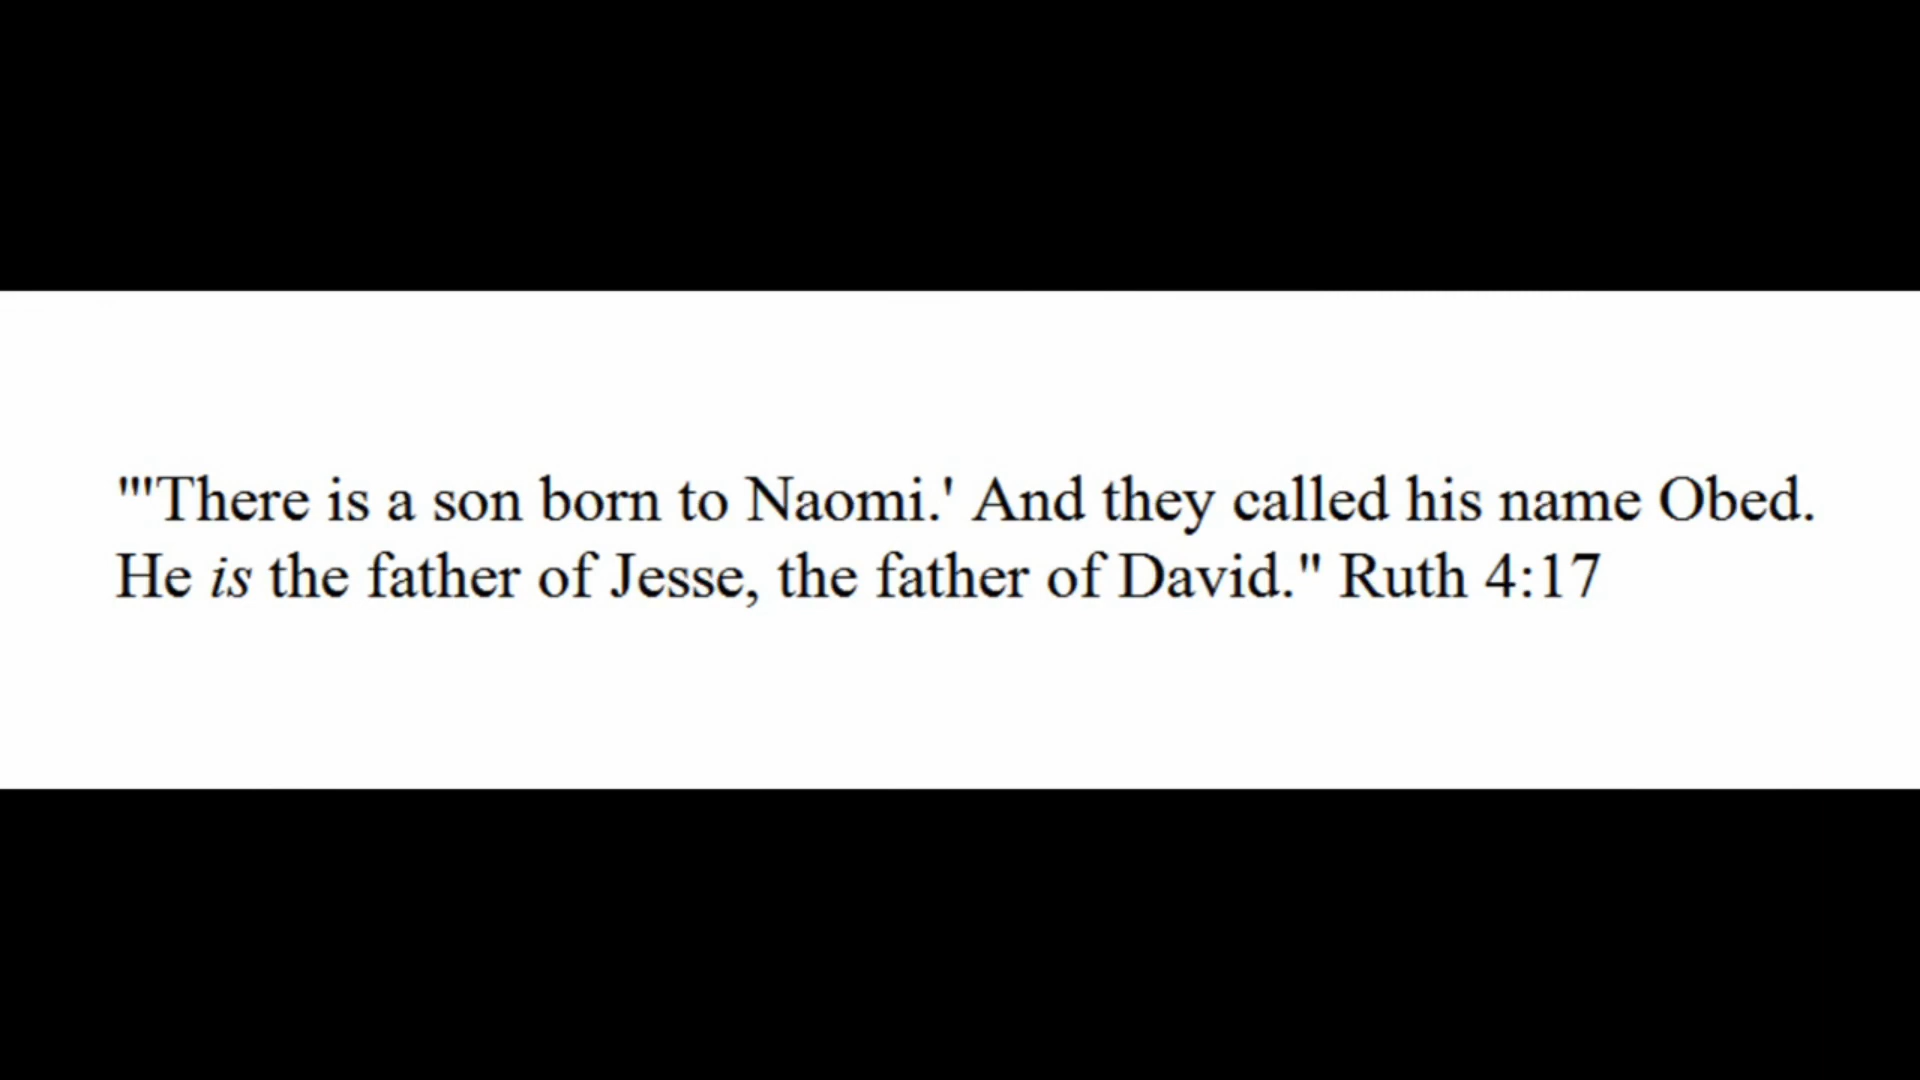 "'There is a son born to Naomi.' And they called his name Obed.
He is the father of Jesse, the father of David." Ruth 4:17